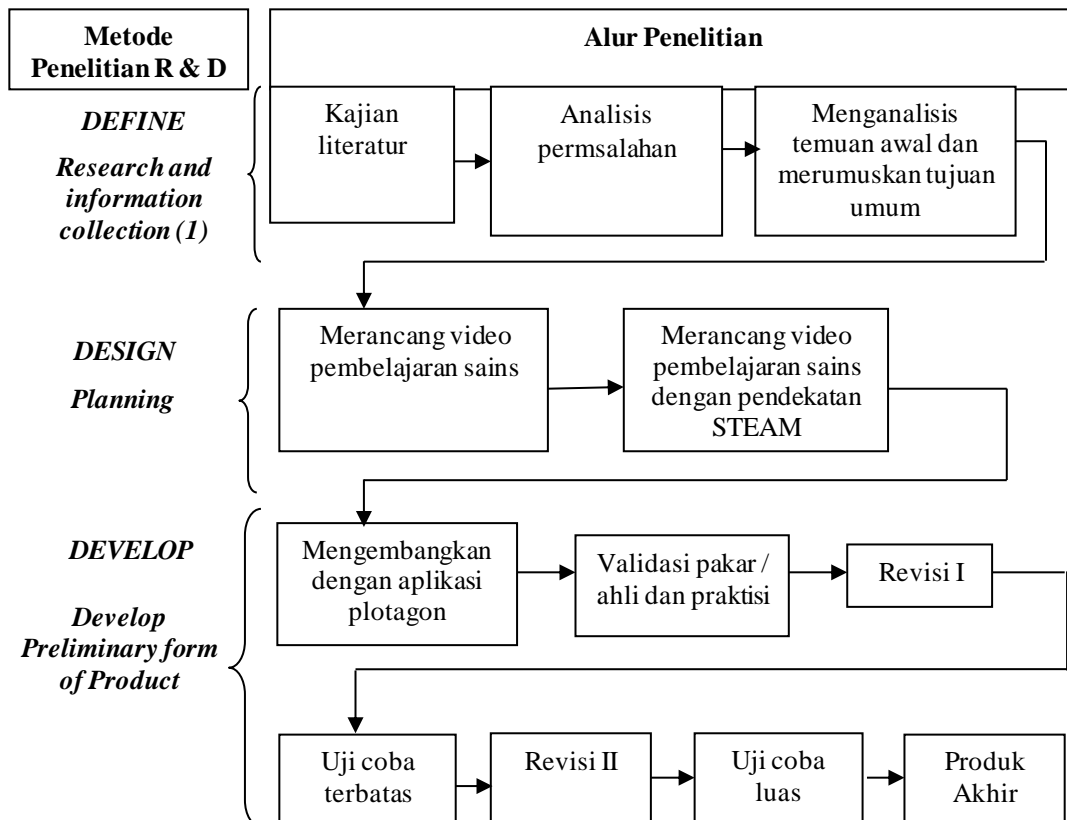 Metode
Penelitian R & D
Alur Penelitian
DEFINE
Research and
information
collection (1)
Kajian
literatur
Analisis
permsalahan
Menganalisis
temuan awal dan
merumuskan tujuan
umum
DESIGN
Planning
Merancang video
pembelajaran sains
Merancang video
pembelajaran sains
dengan pendekatan
STEAM
DEVELOP
Develop
Preliminary form
of Product
Mengembangkan
dengan aplikasi
plotagon
Validasi pakar /
ahli dan praktisi
Revisi I
Uji coba
terbatas
Revisi II
Uji coba
luas
Produk
Akhir